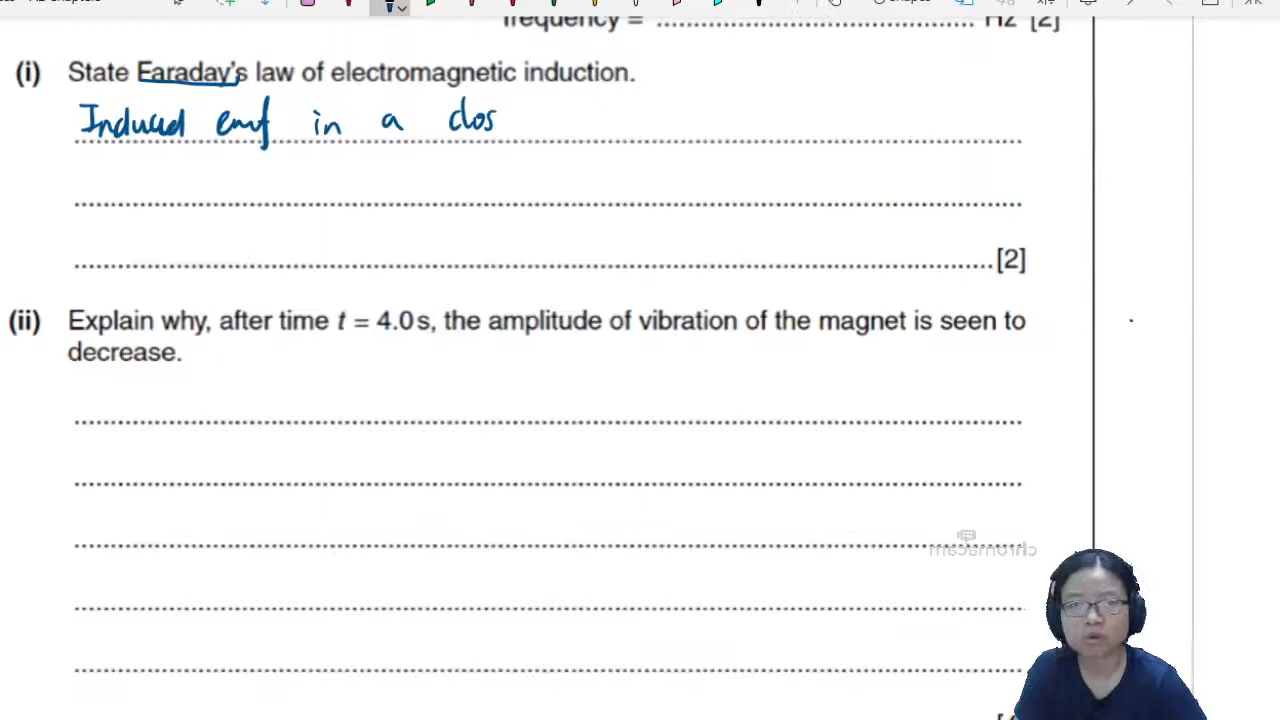 frequency = ........ Hz [2]
(i) State Faraday's law of electromagnetic induction.
Induced emf in a clos
[2]
(ii) Explain why, after time t = 4.0 s, the amplitude of vibration of the magnet is seen to
decrease.
chromacam